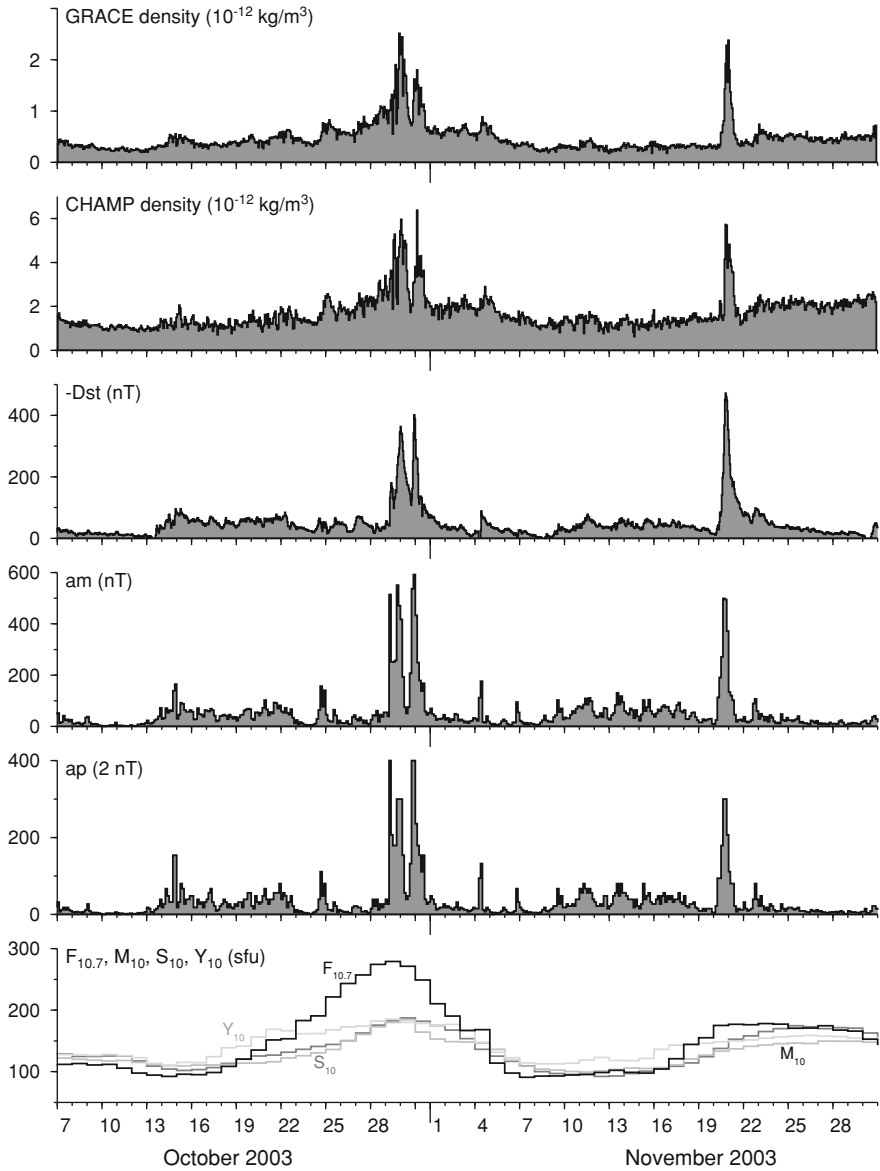 GRACE density (10⁻¹² kg/m³)
2
1
0
CHAMP density (10⁻¹² kg/m³)
6
4
2
0
-Dst (nT)
400
200
0
am (nT)
600
400
200
0
ap (2 nT)
400
200
0
F₁₀.₇, M₁₀, S₁₀, Y₁₀ (sfu)
300
200
100
F₁₀.₇
Y₁₀
S₁₀
M₁₀
7 10 13 16 19 22 25 28 1 4 7 10 13 16 19 22 25 28
October 2003 November 2003